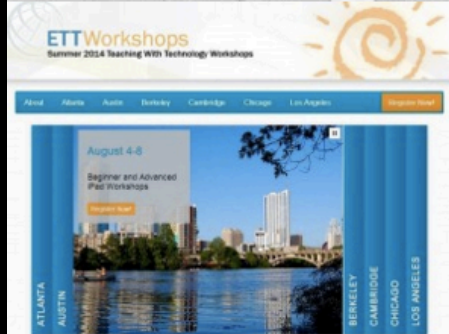 ETTWorkshops
Summer 2014 Teaching With Technology Workshops
About Atlanta Austin Berkeley Cambridge Chicago Los Angeles Register Now!
August 4-8
Beginner and Advanced
iPad Workshops
Register Now!
ATLANTA
AUSTIN
BERKELEY
CAMBRIDGE
CHICAGO
LOS ANGELES